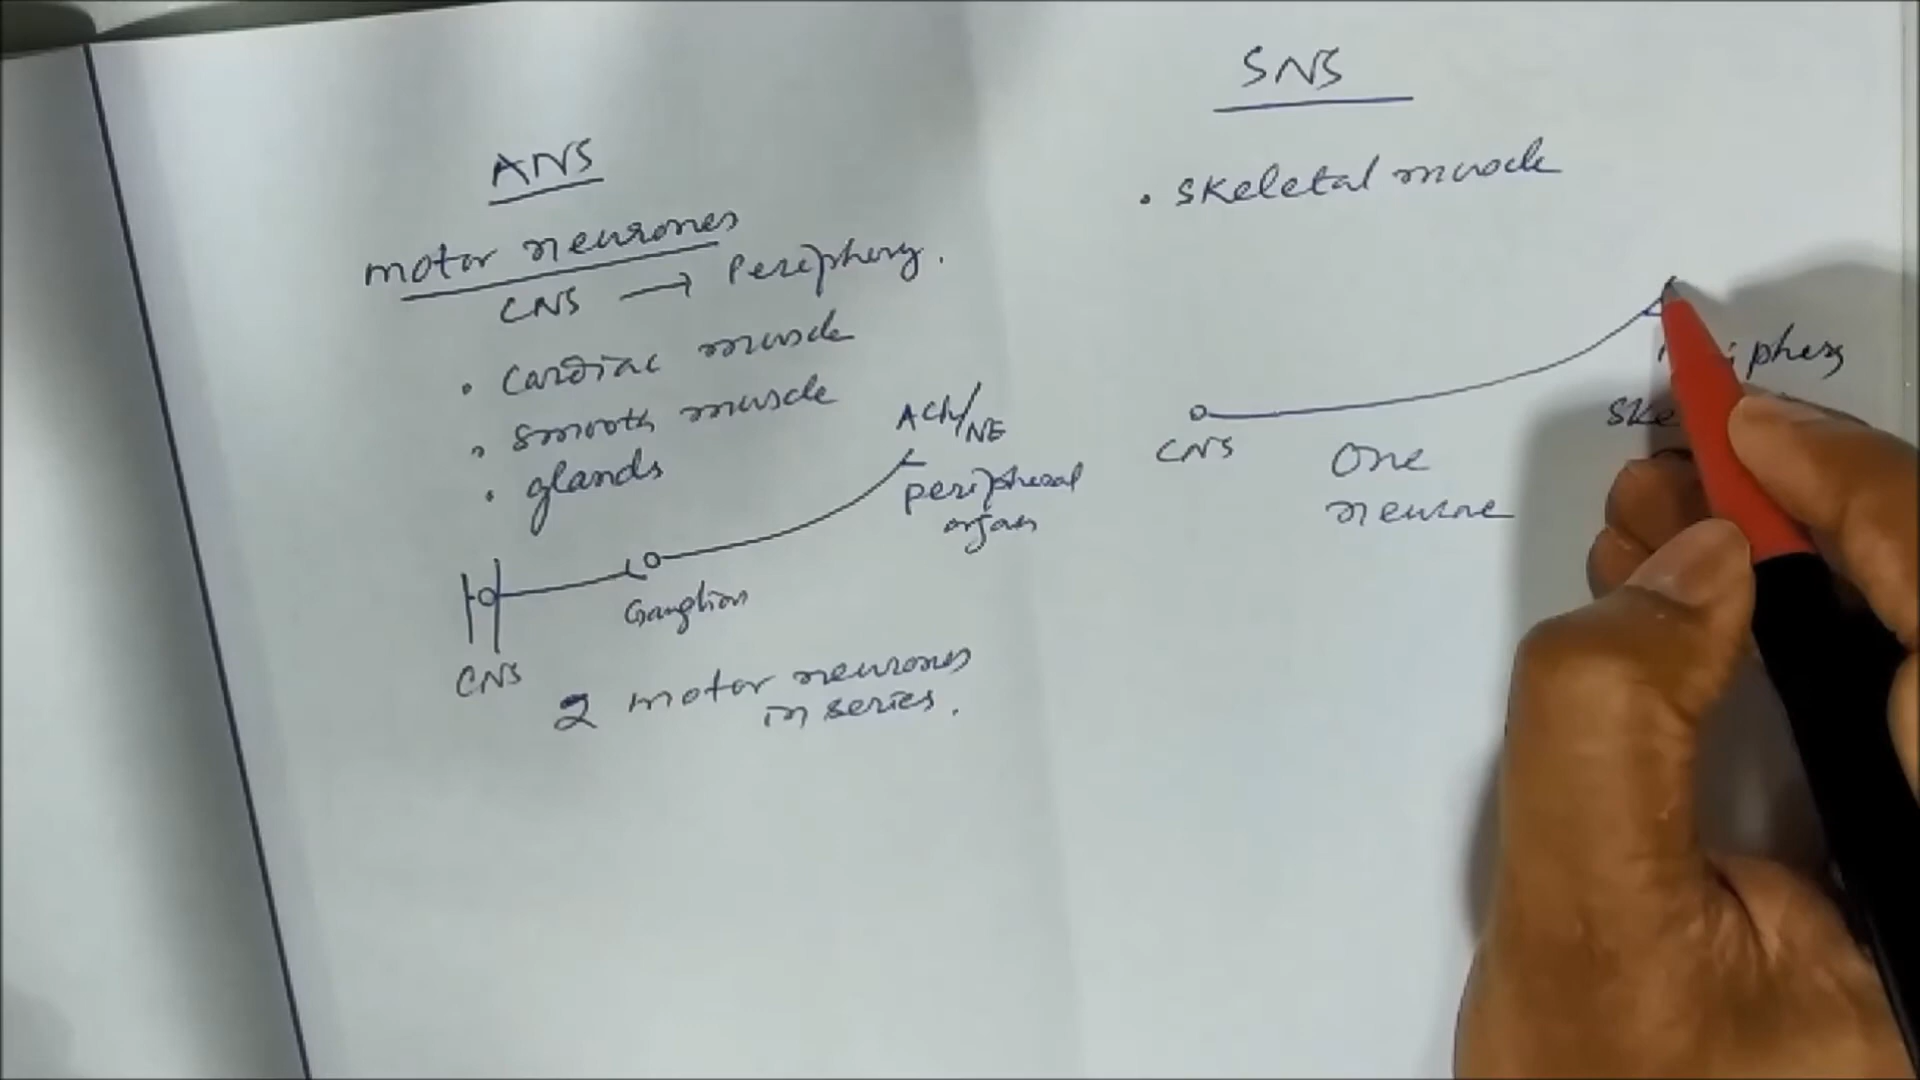 ANS
motor neurones
CNS → Periphery.
• Cardiac muscle
• smooth muscle
• glands
ACh/NE
peripheral
organ
Ganglion
CNS
2 motor neurones
in series.
SNS
• skeletal muscle
CNS
One
neurone